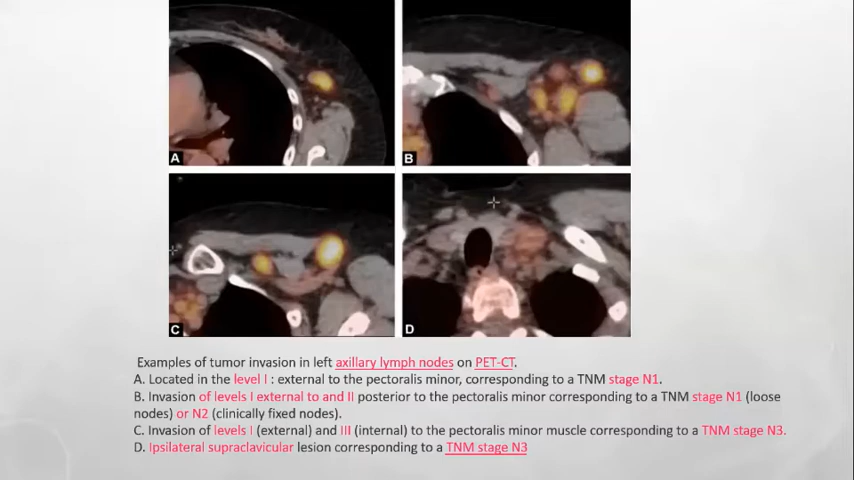 A
B
C
D
Examples of tumor invasion in left axillary lymph nodes on PET-CT.
A. Located in the level I : external to the pectoralis minor, corresponding to a TNM stage N1.
B. Invasion of levels I external to and II posterior to the pectoralis minor corresponding to a TNM stage N1 (loose
nodes) or N2 (clinically fixed nodes).
C. Invasion of levels I (external) and III (internal) to the pectoralis minor muscle corresponding to a TNM stage N3.
D. Ipsilateral supraclavicular lesion corresponding to a TNM stage N3